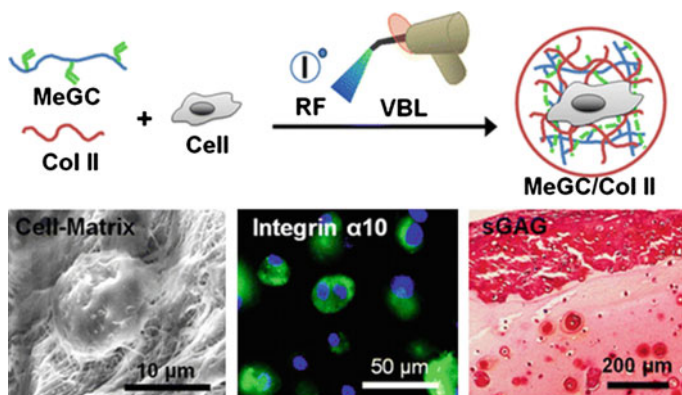 MeGC
Col II
+
Cell
I
RF
VBL
MeGC/Col II
Cell-Matrix
10 µm
Integrin α10
50 µm
sGAG
200 µm